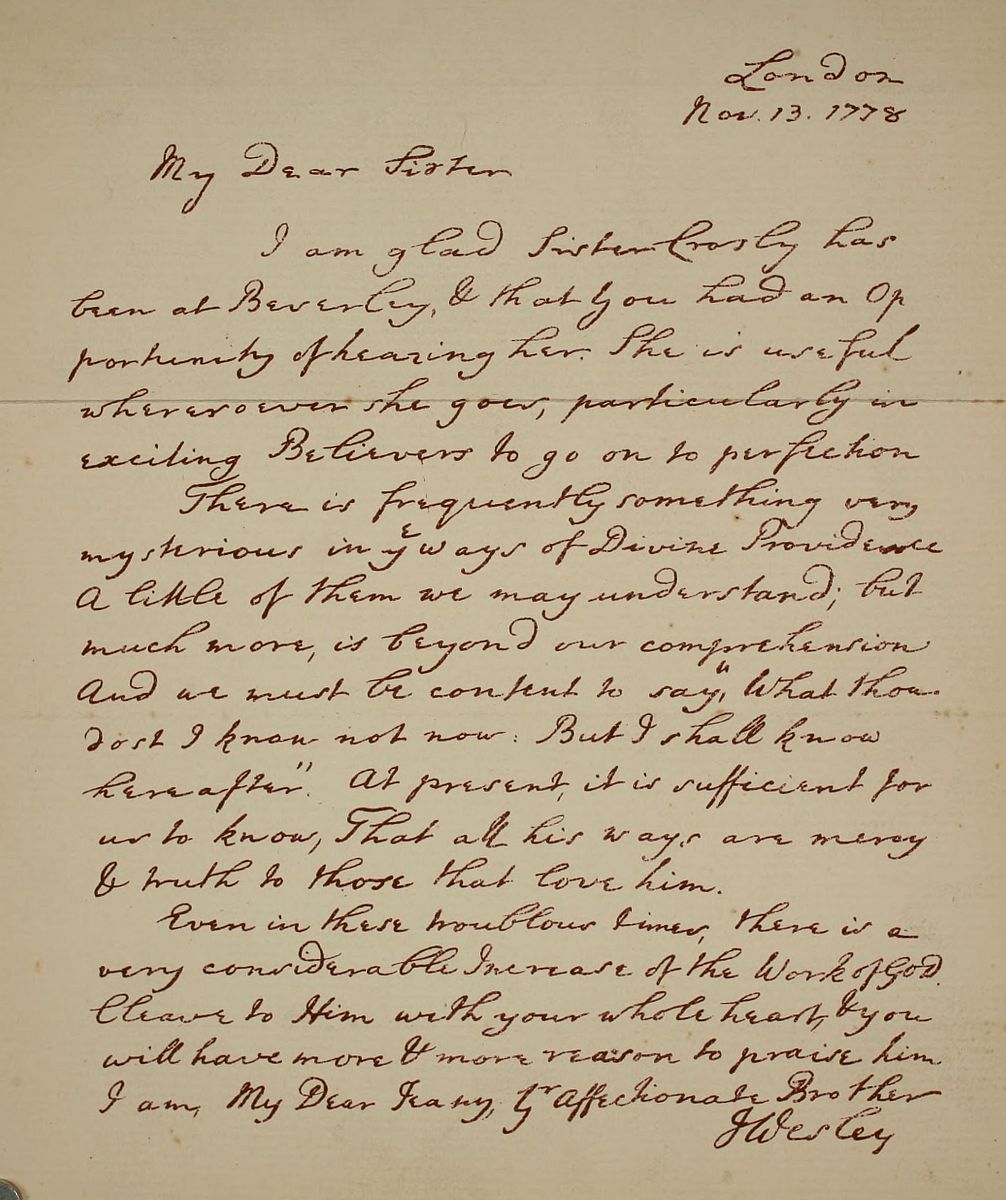 London
Nov. 13. 1778
My Dear Sister
I am glad Sister Crosby has
been at Beverley, & that you had an Op
portunity of hearing her. She is useful
wheresoever she goes, particularly in
exciting Believers to go on to perfection
There is frequently something very
mysterious in yᵉ ways of Divine Providence
A little of them we may understand; but
much more, is beyond our comprehension
And we must be content to say, "What thou
dost I know not now: But I shall know
hereafter". At present, it is sufficient for
us to know, That all his ways are mercy
& truth to those that love him.
Even in these troublous times, there is a
very considerable Increase of the Work of God.
Cleave to Him with your whole heart, & you
will have more & more reason to praise him
I am, My Dear Jenny, Yʳ Affectionate Brother
JWesley